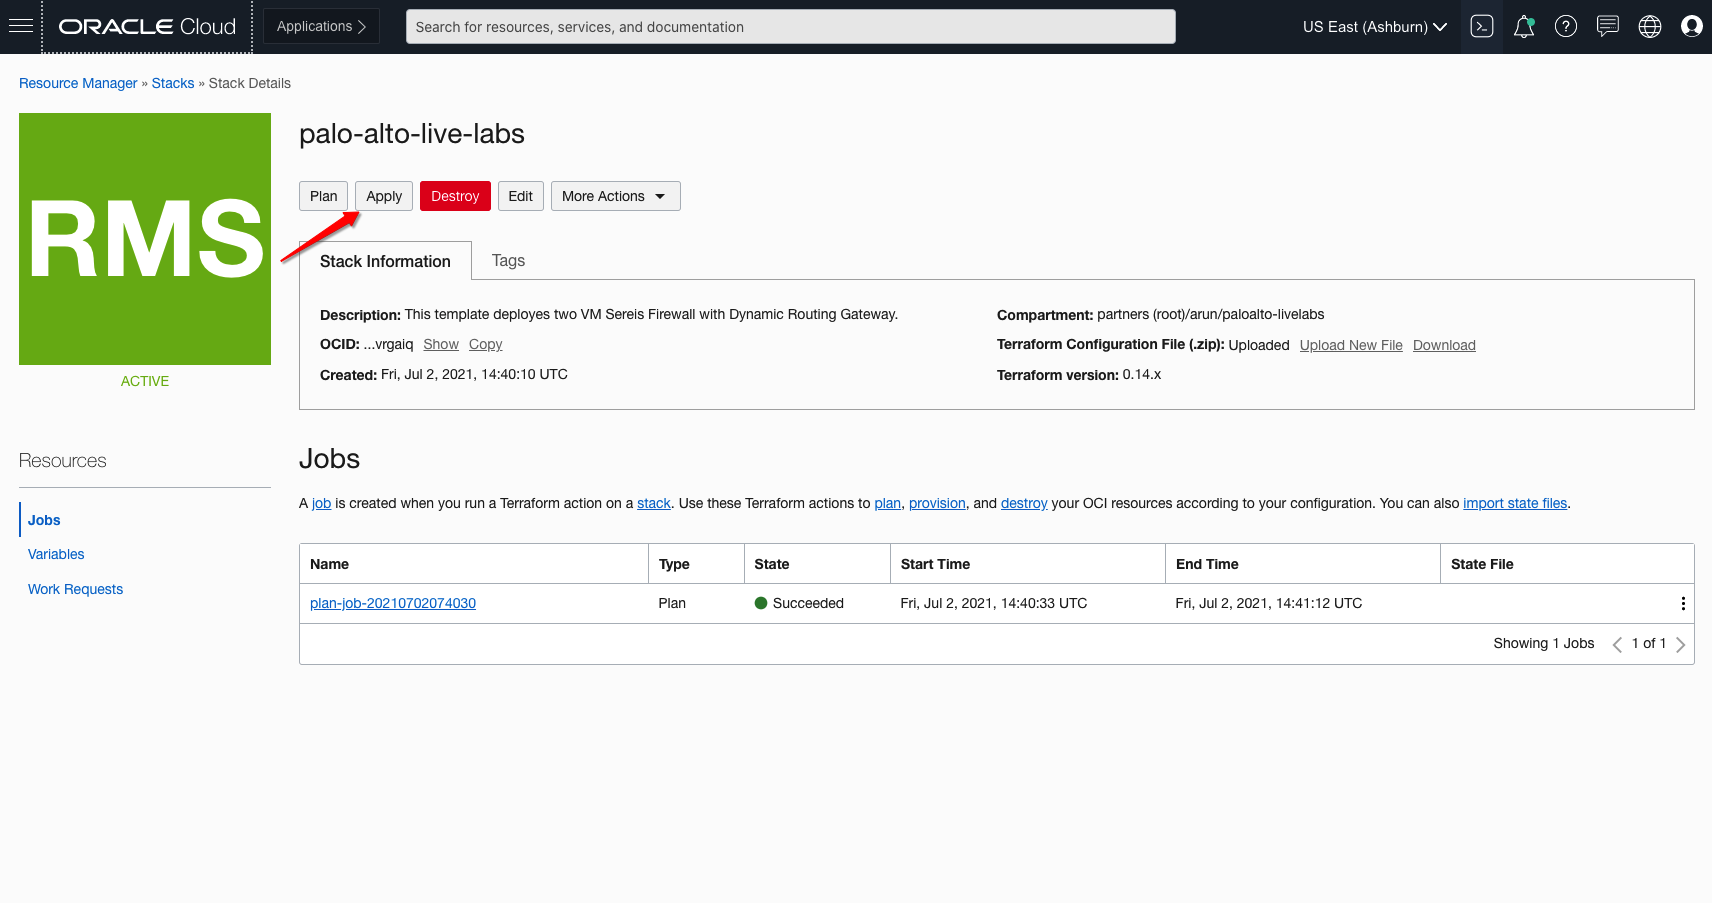 ORACLE Cloud Applications Search for resources, services, and documentation US East (Ashburn)
Resource Manager » Stacks » Stack Details
RMS
ACTIVE
palo-alto-live-labs
Plan Apply Destroy Edit More Actions
Stack Information Tags
Description: This template deployes two VM Sereis Firewall with Dynamic Routing Gateway.
OCID: ...vrgaiq Show Copy
Created: Fri, Jul 2, 2021, 14:40:10 UTC
Compartment: partners (root)/arun/paloalto-livelabs
Terraform Configuration File (.zip): Uploaded Upload New File Download
Terraform version: 0.14.x
Resources
Jobs
Variables
Work Requests
Jobs
A job is created when you run a Terraform action on a stack. Use these Terraform actions to plan, provision, and destroy your OCI resources according to your configuration. You can also import state files.
Name Type State Start Time End Time State File
plan-job-20210702074030 Plan Succeeded Fri, Jul 2, 2021, 14:40:33 UTC Fri, Jul 2, 2021, 14:41:12 UTC
Showing 1 Jobs 1 of 1